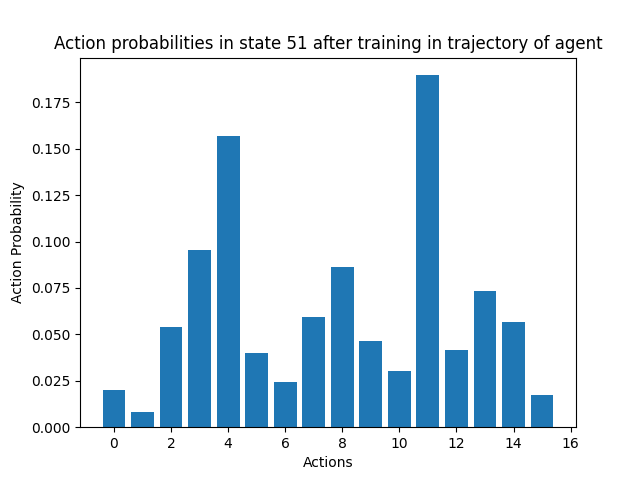 Action probabilities in state 51 after training in trajectory of agent
0.175
0.150
0.125
0.100
0.075
0.050
0.025
0.000
Action Probability
0 2 4 6 8 10 12 14 16
Actions